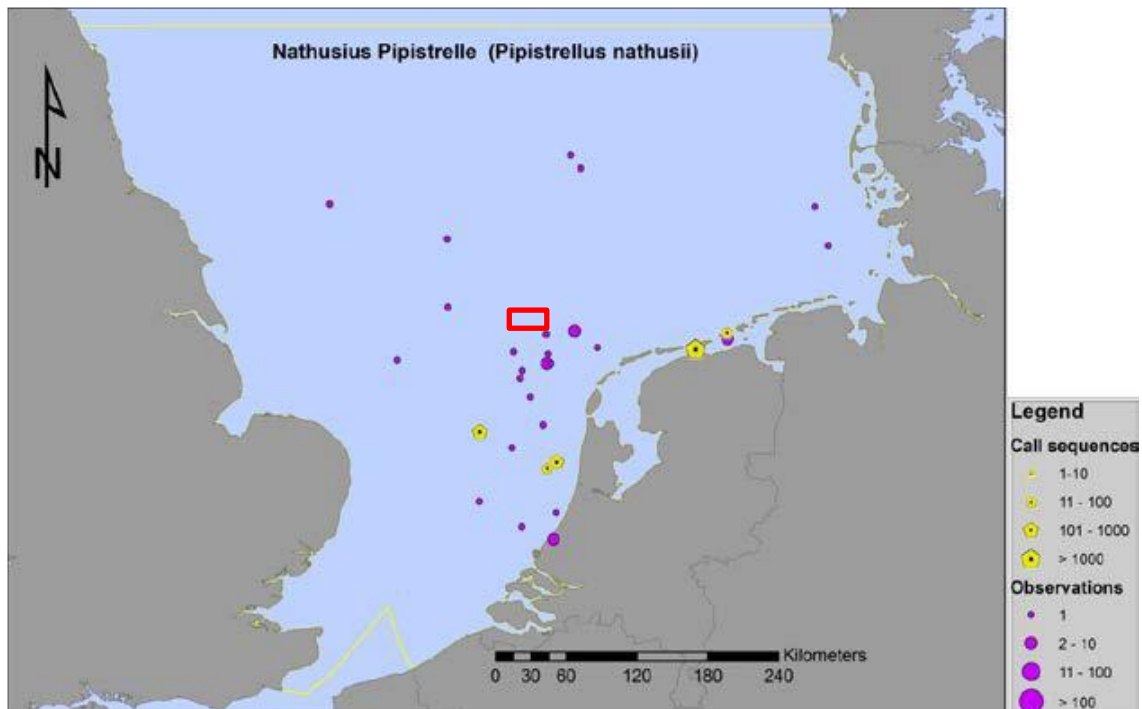 Nathusius Pipistrelle (Pipistrellus nathusii)
N
Kilometers
0 30 60 120 180 240
Legend
Call sequences
1-10
11 - 100
101 - 1000
> 1000
Observations
1
2 - 10
11 - 100
> 100